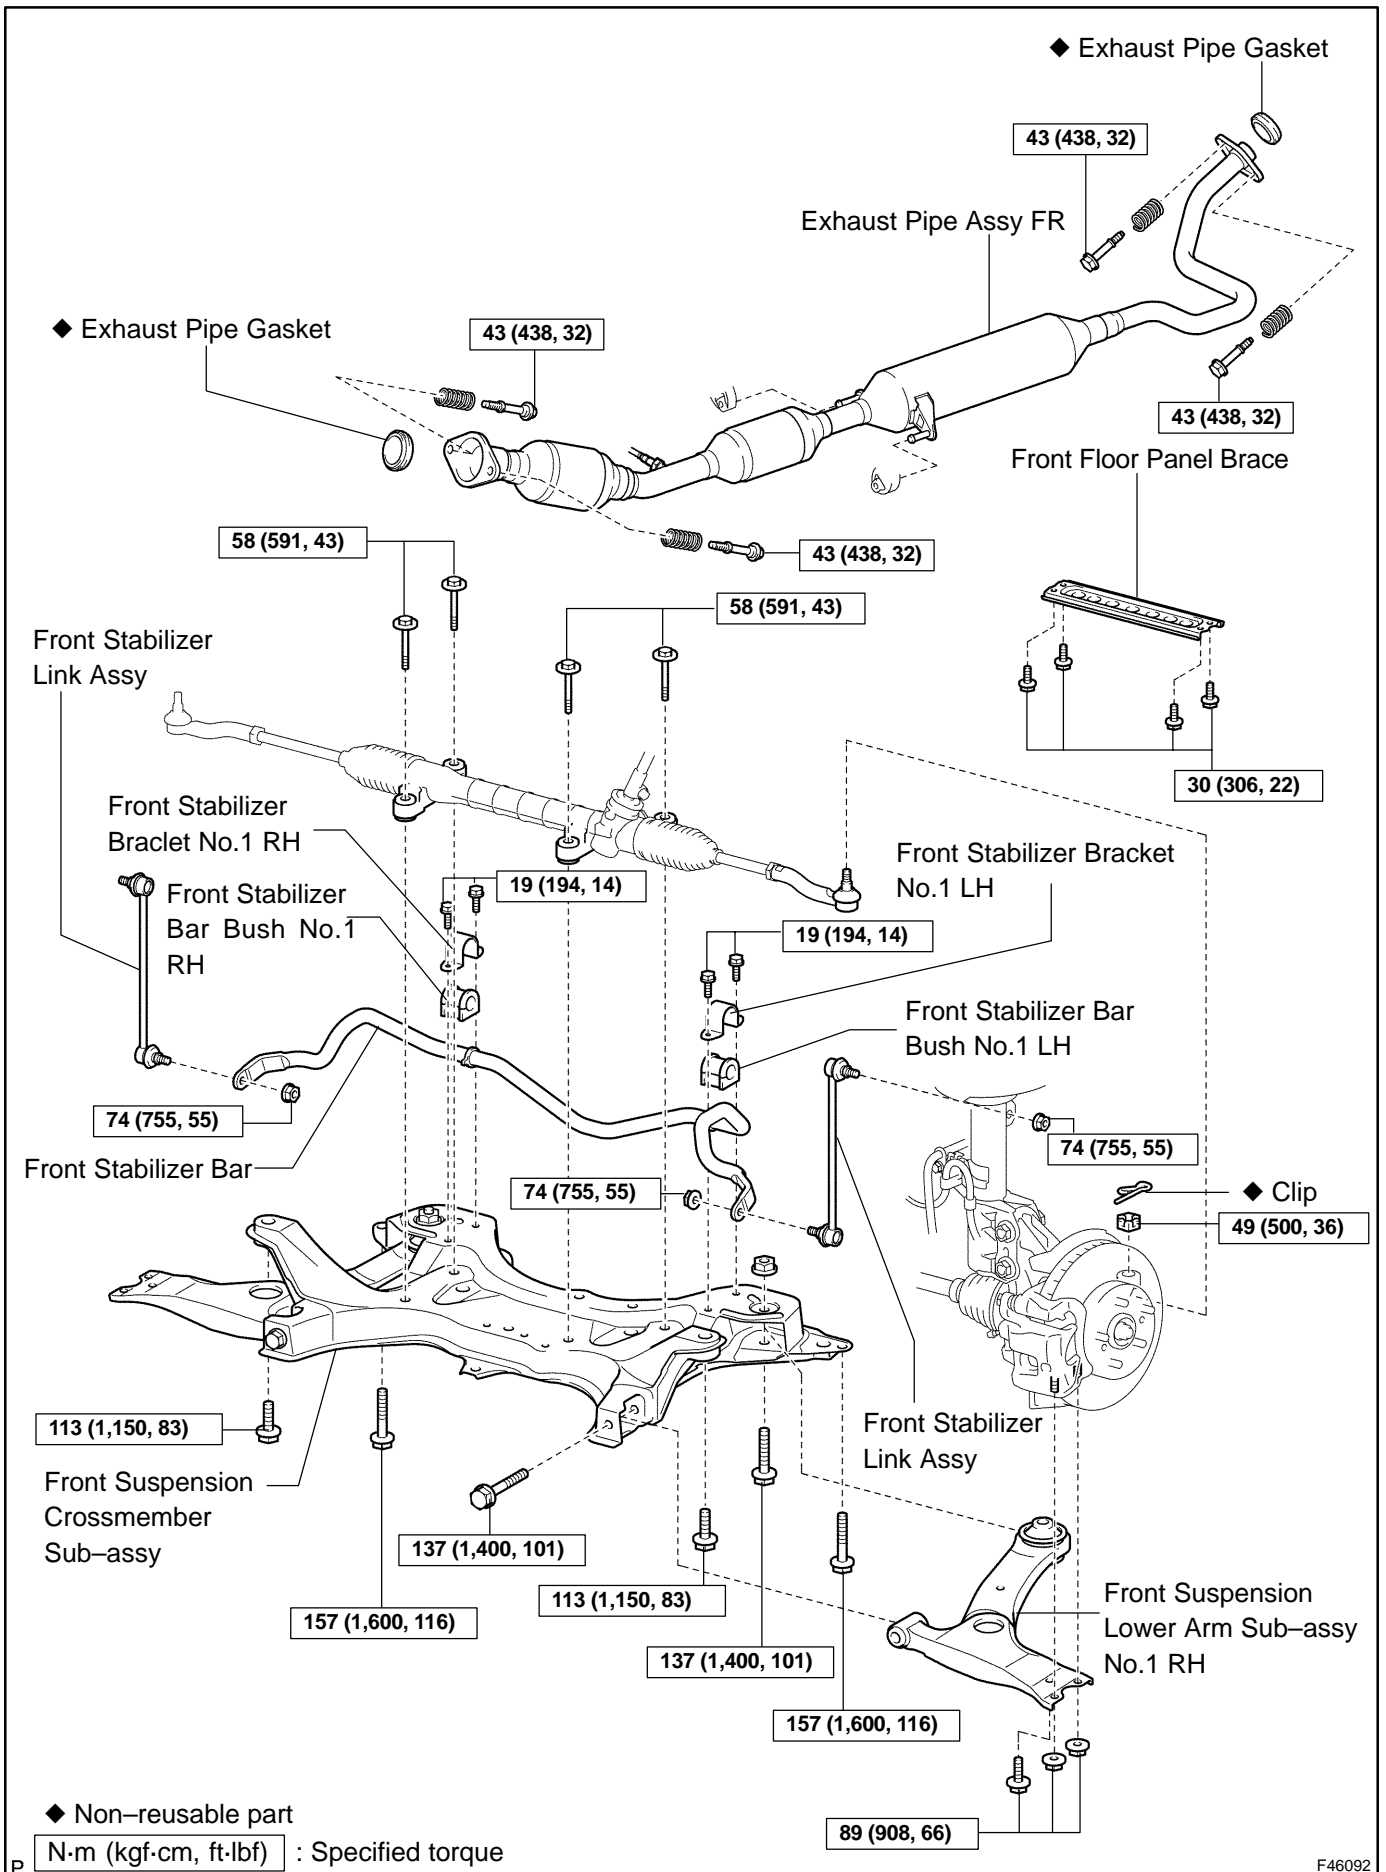 ◆ Exhaust Pipe Gasket
43 (438, 32)
Exhaust Pipe Assy FR
◆ Exhaust Pipe Gasket
43 (438, 32)
43 (438, 32)
Front Floor Panel Brace
58 (591, 43)
43 (438, 32)
58 (591, 43)
Front Stabilizer
Link Assy
30 (306, 22)
Front Stabilizer
Braclet No.1 RH
Front Stabilizer Bracket
No.1 LH
19 (194, 14)
Front Stabilizer
Bar Bush No.1
RH
19 (194, 14)
Front Stabilizer Bar
Bush No.1 LH
74 (755, 55)
74 (755, 55)
Front Stabilizer Bar
74 (755, 55)
◆ Clip
49 (500, 36)
113 (1,150, 83)
Front Stabilizer
Link Assy
Front Suspension
Crossmember
Sub–assy
137 (1,400, 101)
113 (1,150, 83)
157 (1,600, 116)
Front Suspension
Lower Arm Sub–assy
No.1 RH
137 (1,400, 101)
157 (1,600, 116)
◆ Non–reusable part
89 (908, 66)
N·m (kgf·cm, ft·lbf) : Specified torque
P
F46092